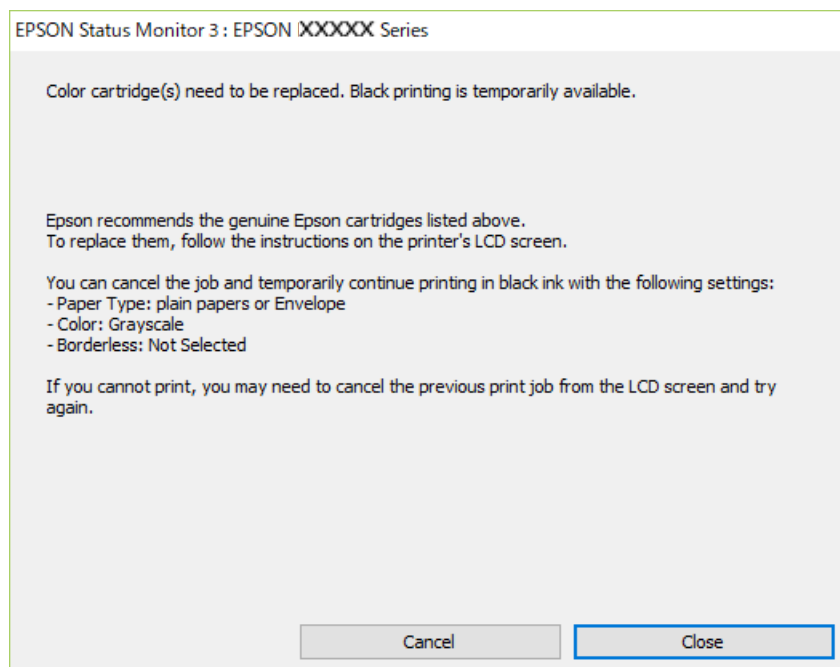 EPSON Status Monitor 3 : EPSON XXXXX Series
Color cartridge(s) need to be replaced. Black printing is temporarily available.
Epson recommends the genuine Epson cartridges listed above.
To replace them, follow the instructions on the printer's LCD screen.
You can cancel the job and temporarily continue printing in black ink with the following settings:
- Paper Type: plain papers or Envelope
- Color: Grayscale
- Borderless: Not Selected
If you cannot print, you may need to cancel the previous print job from the LCD screen and try
again.
Cancel
Close